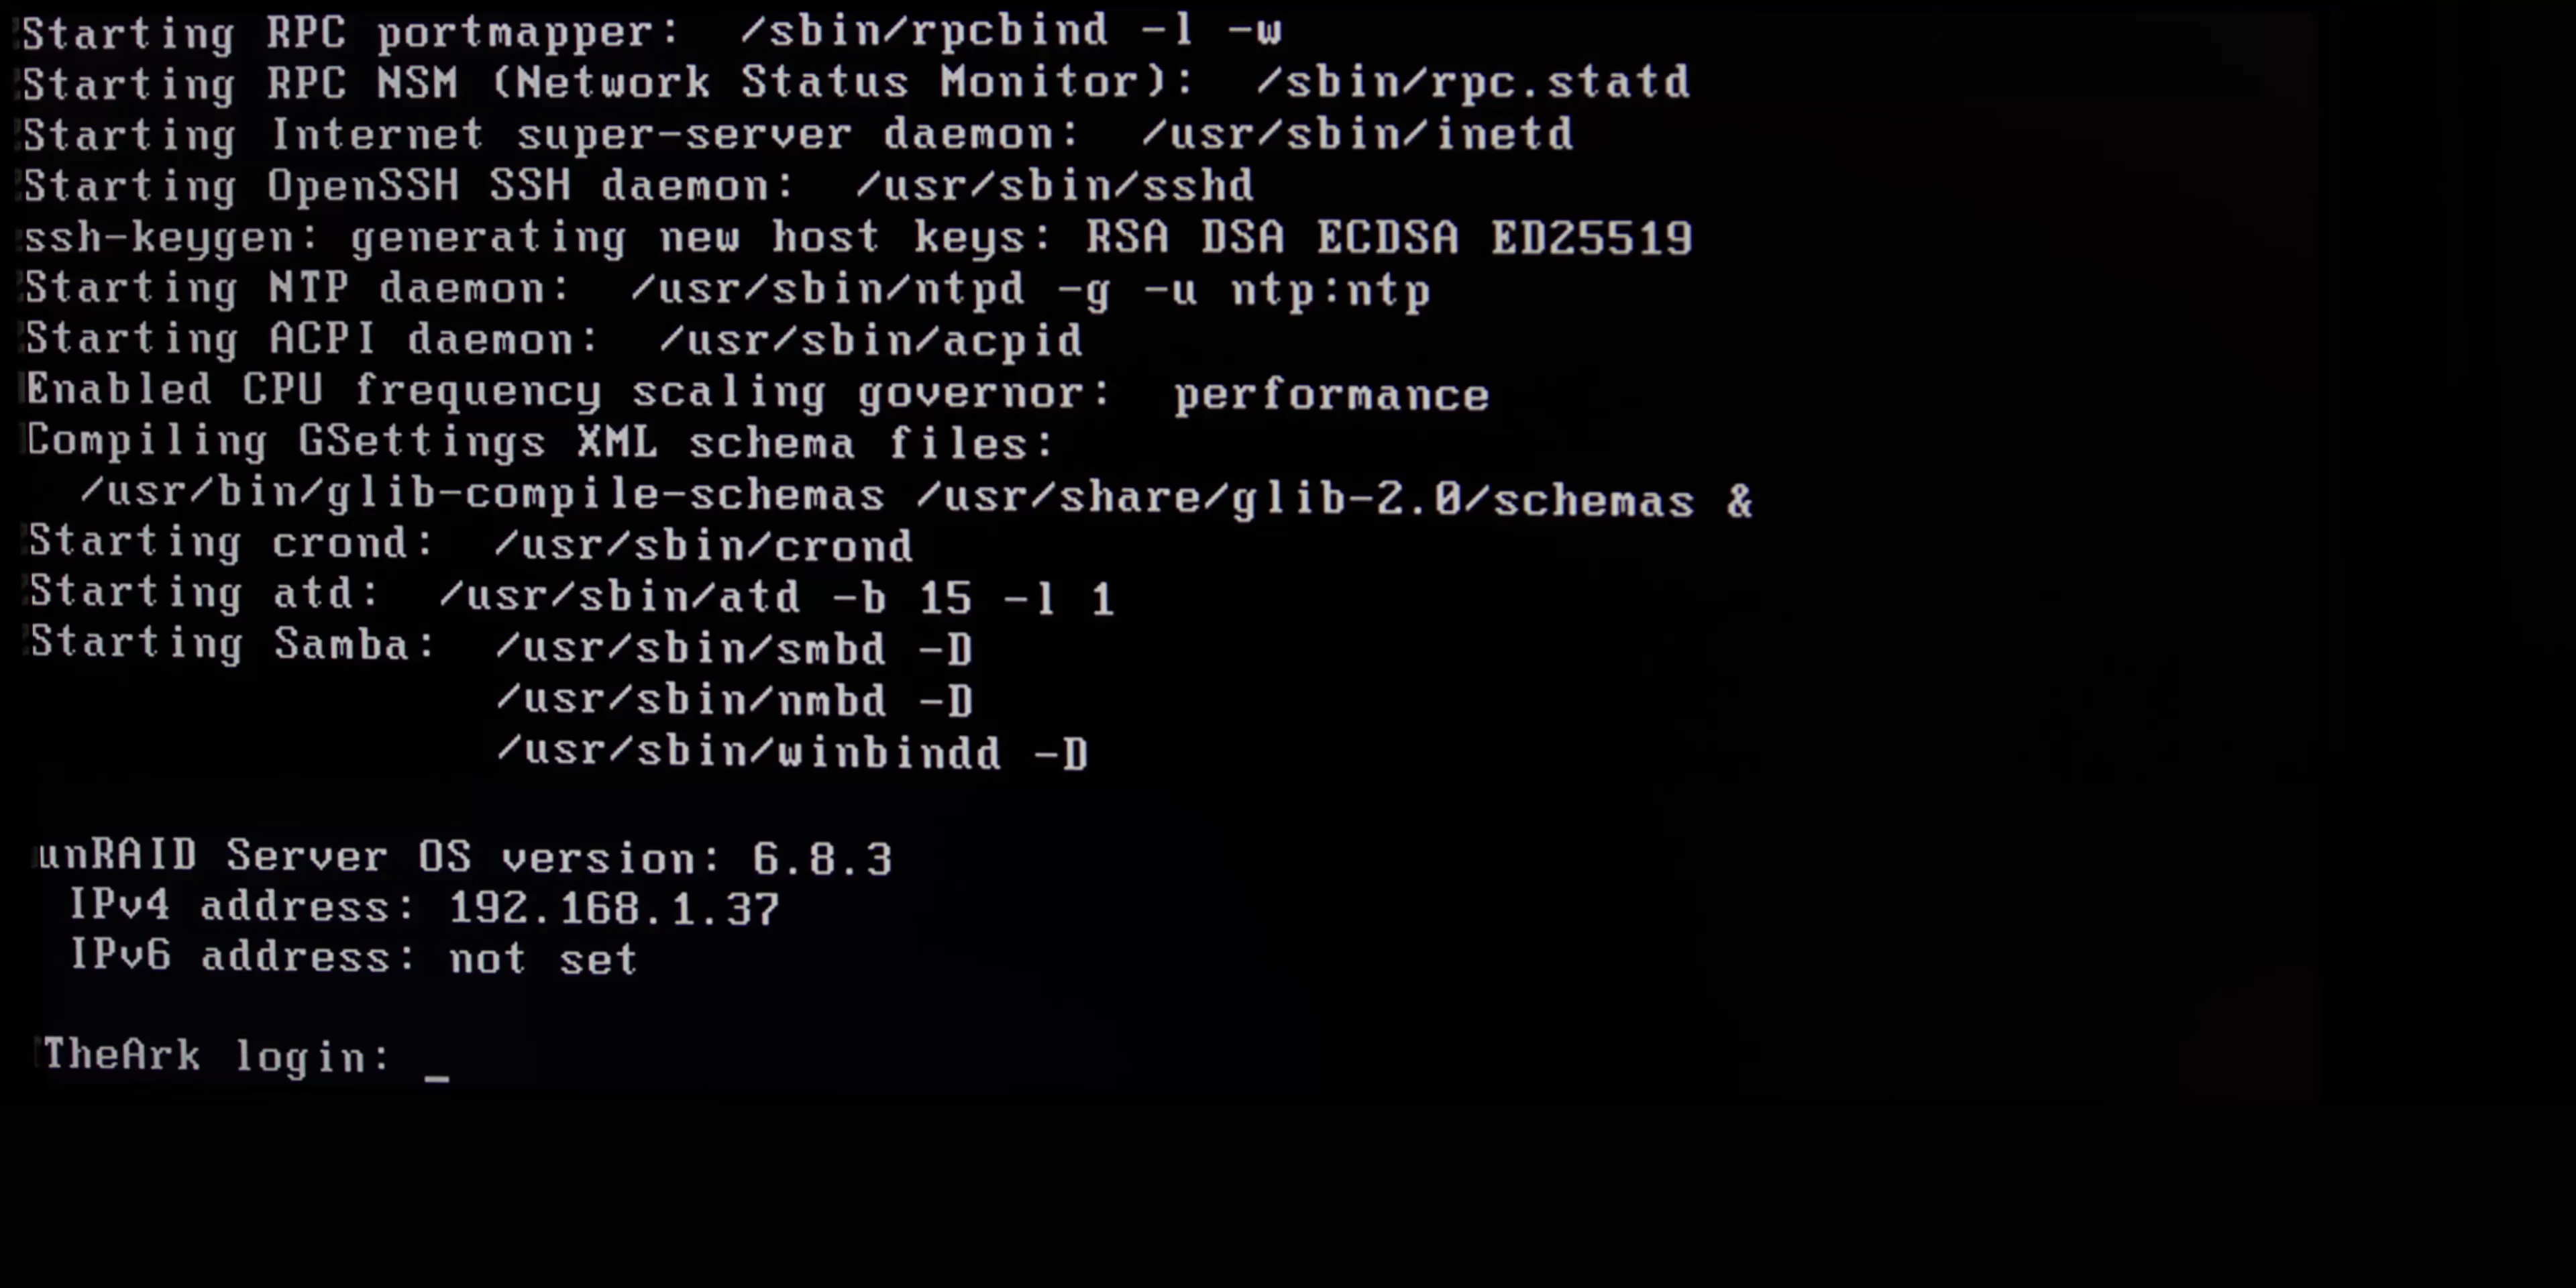 Starting RPC portmapper:  /sbin/rpcbind -l -w
Starting RPC NSM (Network Status Monitor):  /sbin/rpc.statd
Starting Internet super-server daemon:  /usr/sbin/inetd
Starting OpenSSH SSH daemon:  /usr/sbin/sshd
ssh-keygen: generating new host keys: RSA DSA ECDSA ED25519
Starting NTP daemon:  /usr/sbin/ntpd -g -u ntp:ntp
Starting ACPI daemon:  /usr/sbin/acpid
Enabled CPU frequency scaling governor:  performance
Compiling GSettings XML schema files:
  /usr/bin/glib-compile-schemas /usr/share/glib-2.0/schemas &
Starting crond:  /usr/sbin/crond
Starting atd:  /usr/sbin/atd -b 15 -l 1
Starting Samba:  /usr/sbin/smbd -D
                 /usr/sbin/nmbd -D
                 /usr/sbin/winbindd -D
unRAID Server OS version: 6.8.3
 IPv4 address: 192.168.1.37
 IPv6 address: not set
TheArk login: _